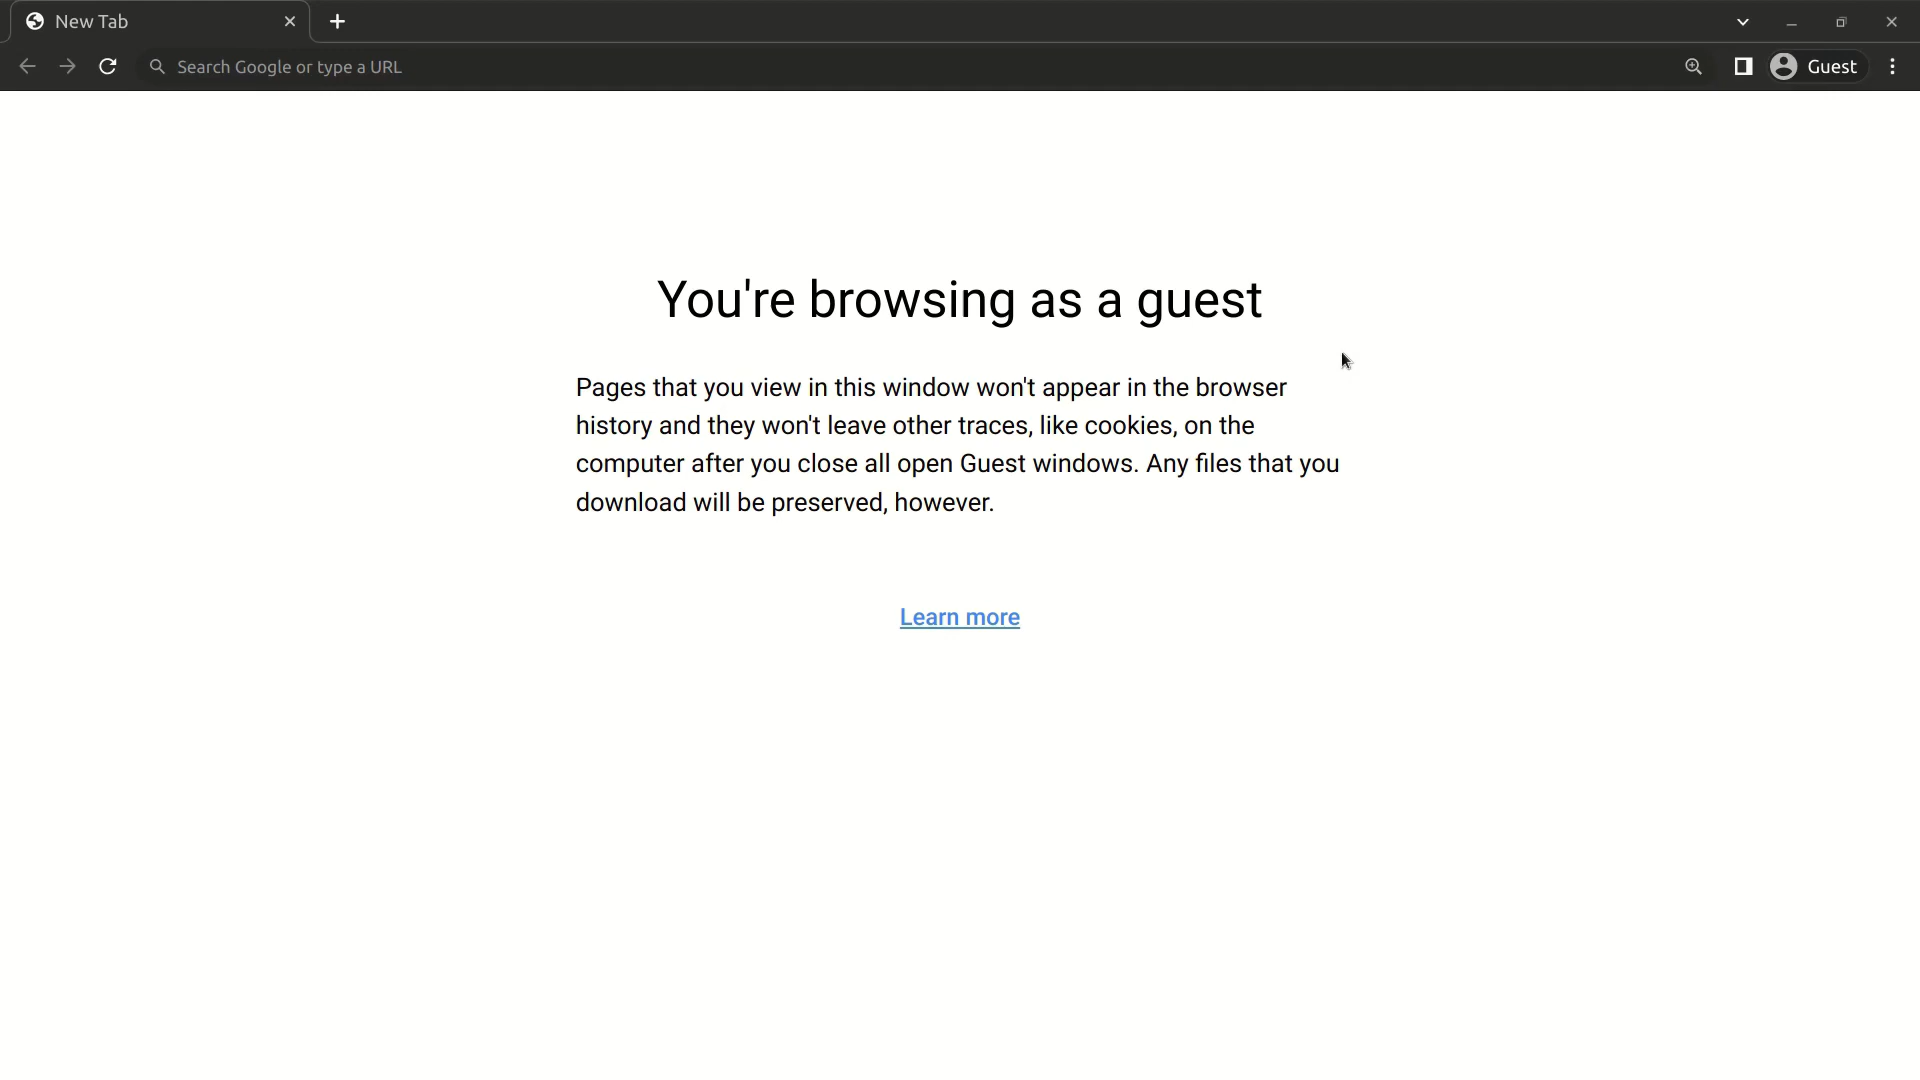 New Tab
Search Google or type a URL
Guest
You're browsing as a guest
Pages that you view in this window won't appear in the browser
history and they won't leave other traces, like cookies, on the
computer after you close all open Guest windows. Any files that you
download will be preserved, however.
Learn more